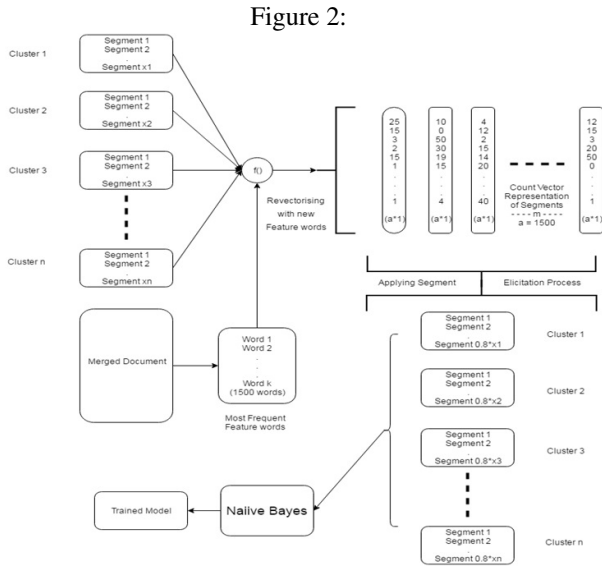 Figure 2:
Cluster 1
Segment 1
Segment 2
.
Segment x1
Cluster 2
Segment 1
Segment 2
.
Segment x2
Cluster 3
Segment 1
Segment 2
.
Segment x3
Cluster n
Segment 1
Segment 2
.
Segment xn
f()
Revectorising
with new
Feature words
25
15
3
2
15
1
.
.
.
1
(a*1)
10
0
50
30
19
15
.
.
.
4
(a*1)
4
12
2
15
14
20
.
.
.
40
(a*1)
Count Vector
Representation
of Segments
---- m ----
a = 1500
12
15
3
20
50
0
.
.
.
1
(a*1)
Applying Segment
Elicitation Process
Merged Document
Word 1
Word 2
.
.
.
Word k
(1500 words)
Most Frequent
Feature words
Segment 1
Segment 2
.
Segment 0.8*x1
Cluster 1
Segment 1
Segment 2
.
Segment 0.8*x2
Cluster 2
Segment 1
Segment 2
.
Segment 0.8*x3
Cluster 3
Segment 1
Segment 2
.
Segment 0.8*xn
Cluster n
Naiive Bayes
Trained Model